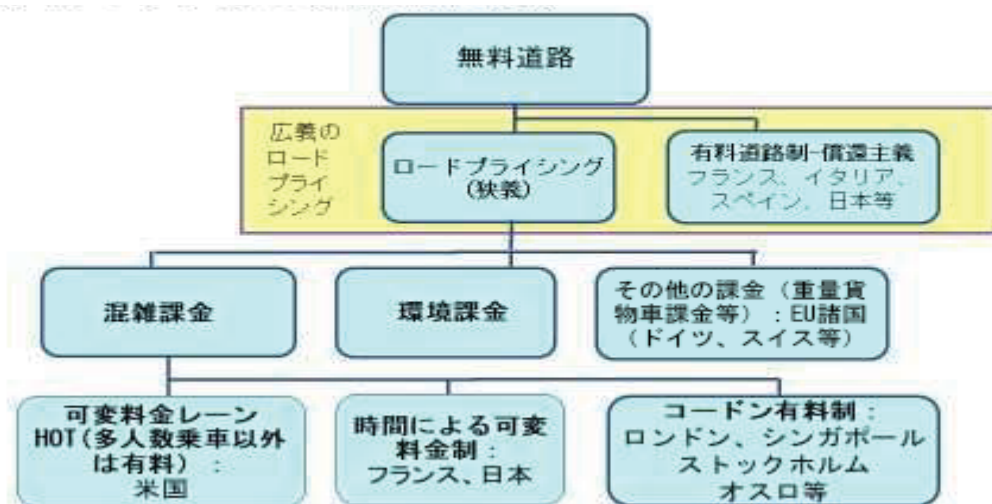 無料道路
広義の
ロード
プライ
シング
ロードプライシング
(狭義)
有料道路制-償還主義
フランス、イタリア、
スペイン、日本等
混雑課金
環境課金
その他の課金（重量貨
物車課金等）：EU諸国
（ドイツ、スイス等）
可変料金レーン
HOT(多人数乗車以外
は有料）：
米国
時間による可変
料金制：
フランス、日本
コードン有料制：
ロンドン、シンガポール
ストックホルム
オスロ等